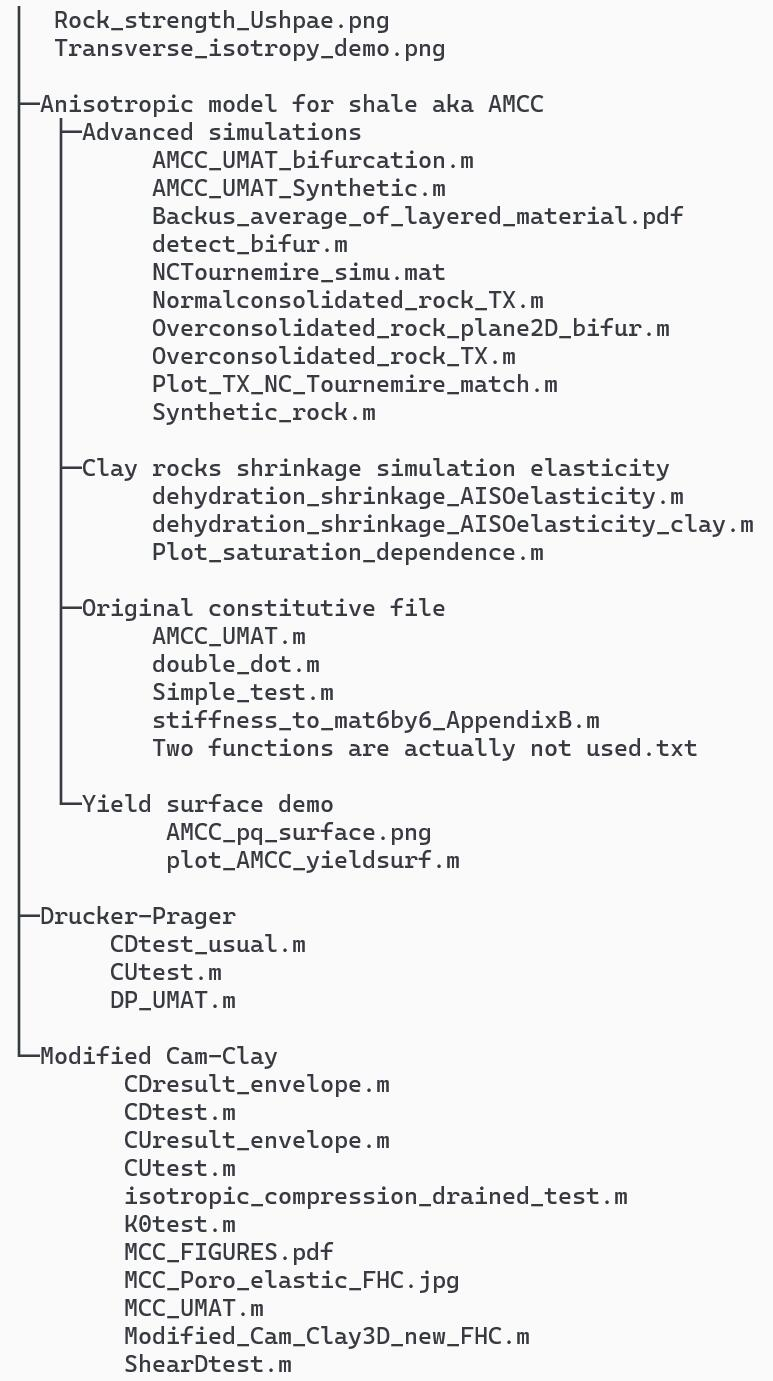 Rock_strength_Ushpae.png
Transverse_isotropy_demo.png
Anisotropic model for shale aka AMCC
Advanced simulations
AMCC_UMAT_bifurcation.m
AMCC_UMAT_Synthetic.m
Backus_average_of_layered_material.pdf
detect_bifur.m
NCTournemire_simu.mat
Normalconsolidated_rock_TX.m
Overconsolidated_rock_plane2D_bifur.m
Overconsolidated_rock_TX.m
Plot_TX_NC_Tournemire_match.m
Synthetic_rock.m
Clay rocks shrinkage simulation elasticity
dehydration_shrinkage_AISOelasticity.m
dehydration_shrinkage_AISOelasticity_clay.m
Plot_saturation_dependence.m
Original constitutive file
AMCC_UMAT.m
double_dot.m
Simple_test.m
stiffness_to_mat6by6_AppendixB.m
Two functions are actually not used.txt
Yield surface demo
AMCC_pq_surface.png
plot_AMCC_yieldsurf.m
Drucker-Prager
CDtest_usual.m
CUtest.m
DP_UMAT.m
Modified Cam-Clay
CDresult_envelope.m
CDtest.m
CUresult_envelope.m
CUtest.m
isotropic_compression_drained_test.m
K0test.m
MCC_FIGURES.pdf
MCC_Poro_elastic_FHC.jpg
MCC_UMAT.m
Modified_Cam_Clay3D_new_FHC.m
ShearDtest.m